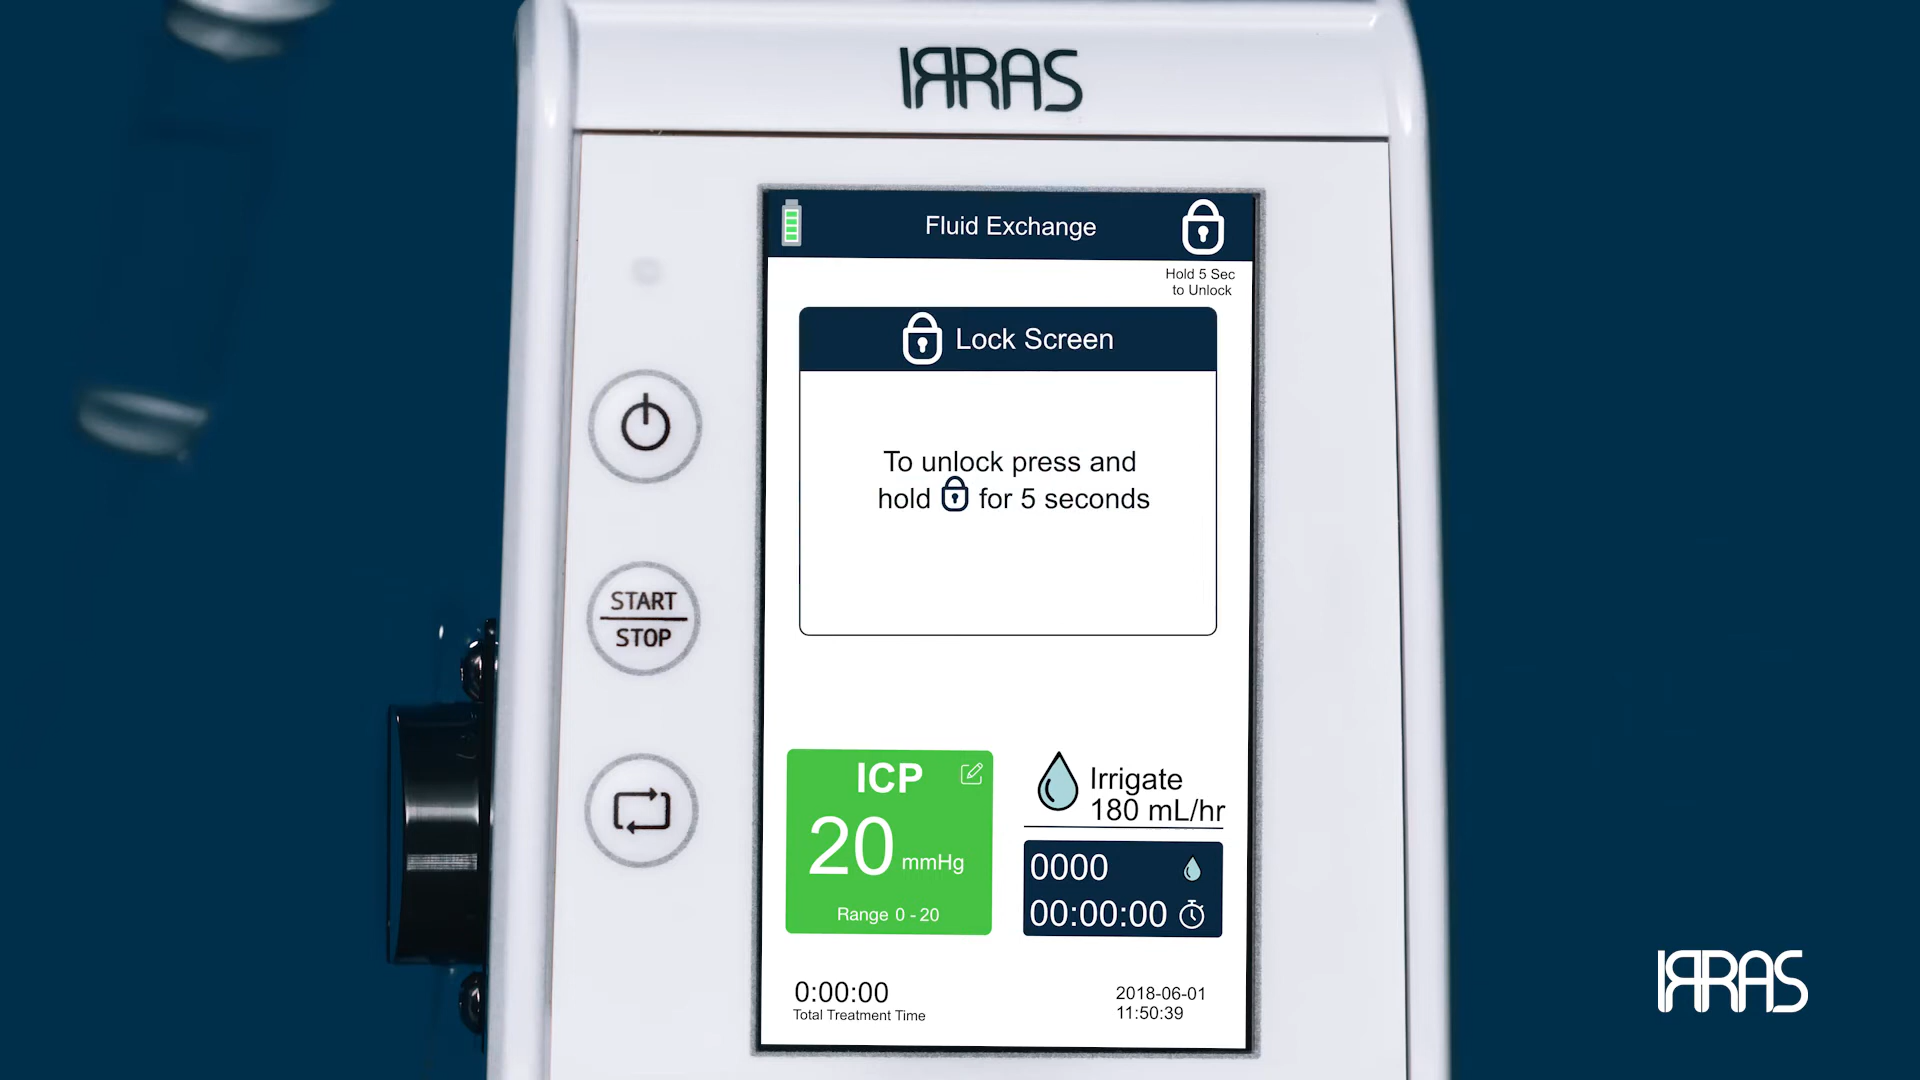 IRRAS
Fluid Exchange
Hold 5 Sec
to Unlock
Lock Screen
To unlock press and
hold for 5 seconds
START
STOP
ICP
20 mmHg
Range 0 - 20
Irrigate
180 mL/hr
0000
00:00:00
0:00:00
Total Treatment Time
2018-06-01
11:50:39
IRRAS